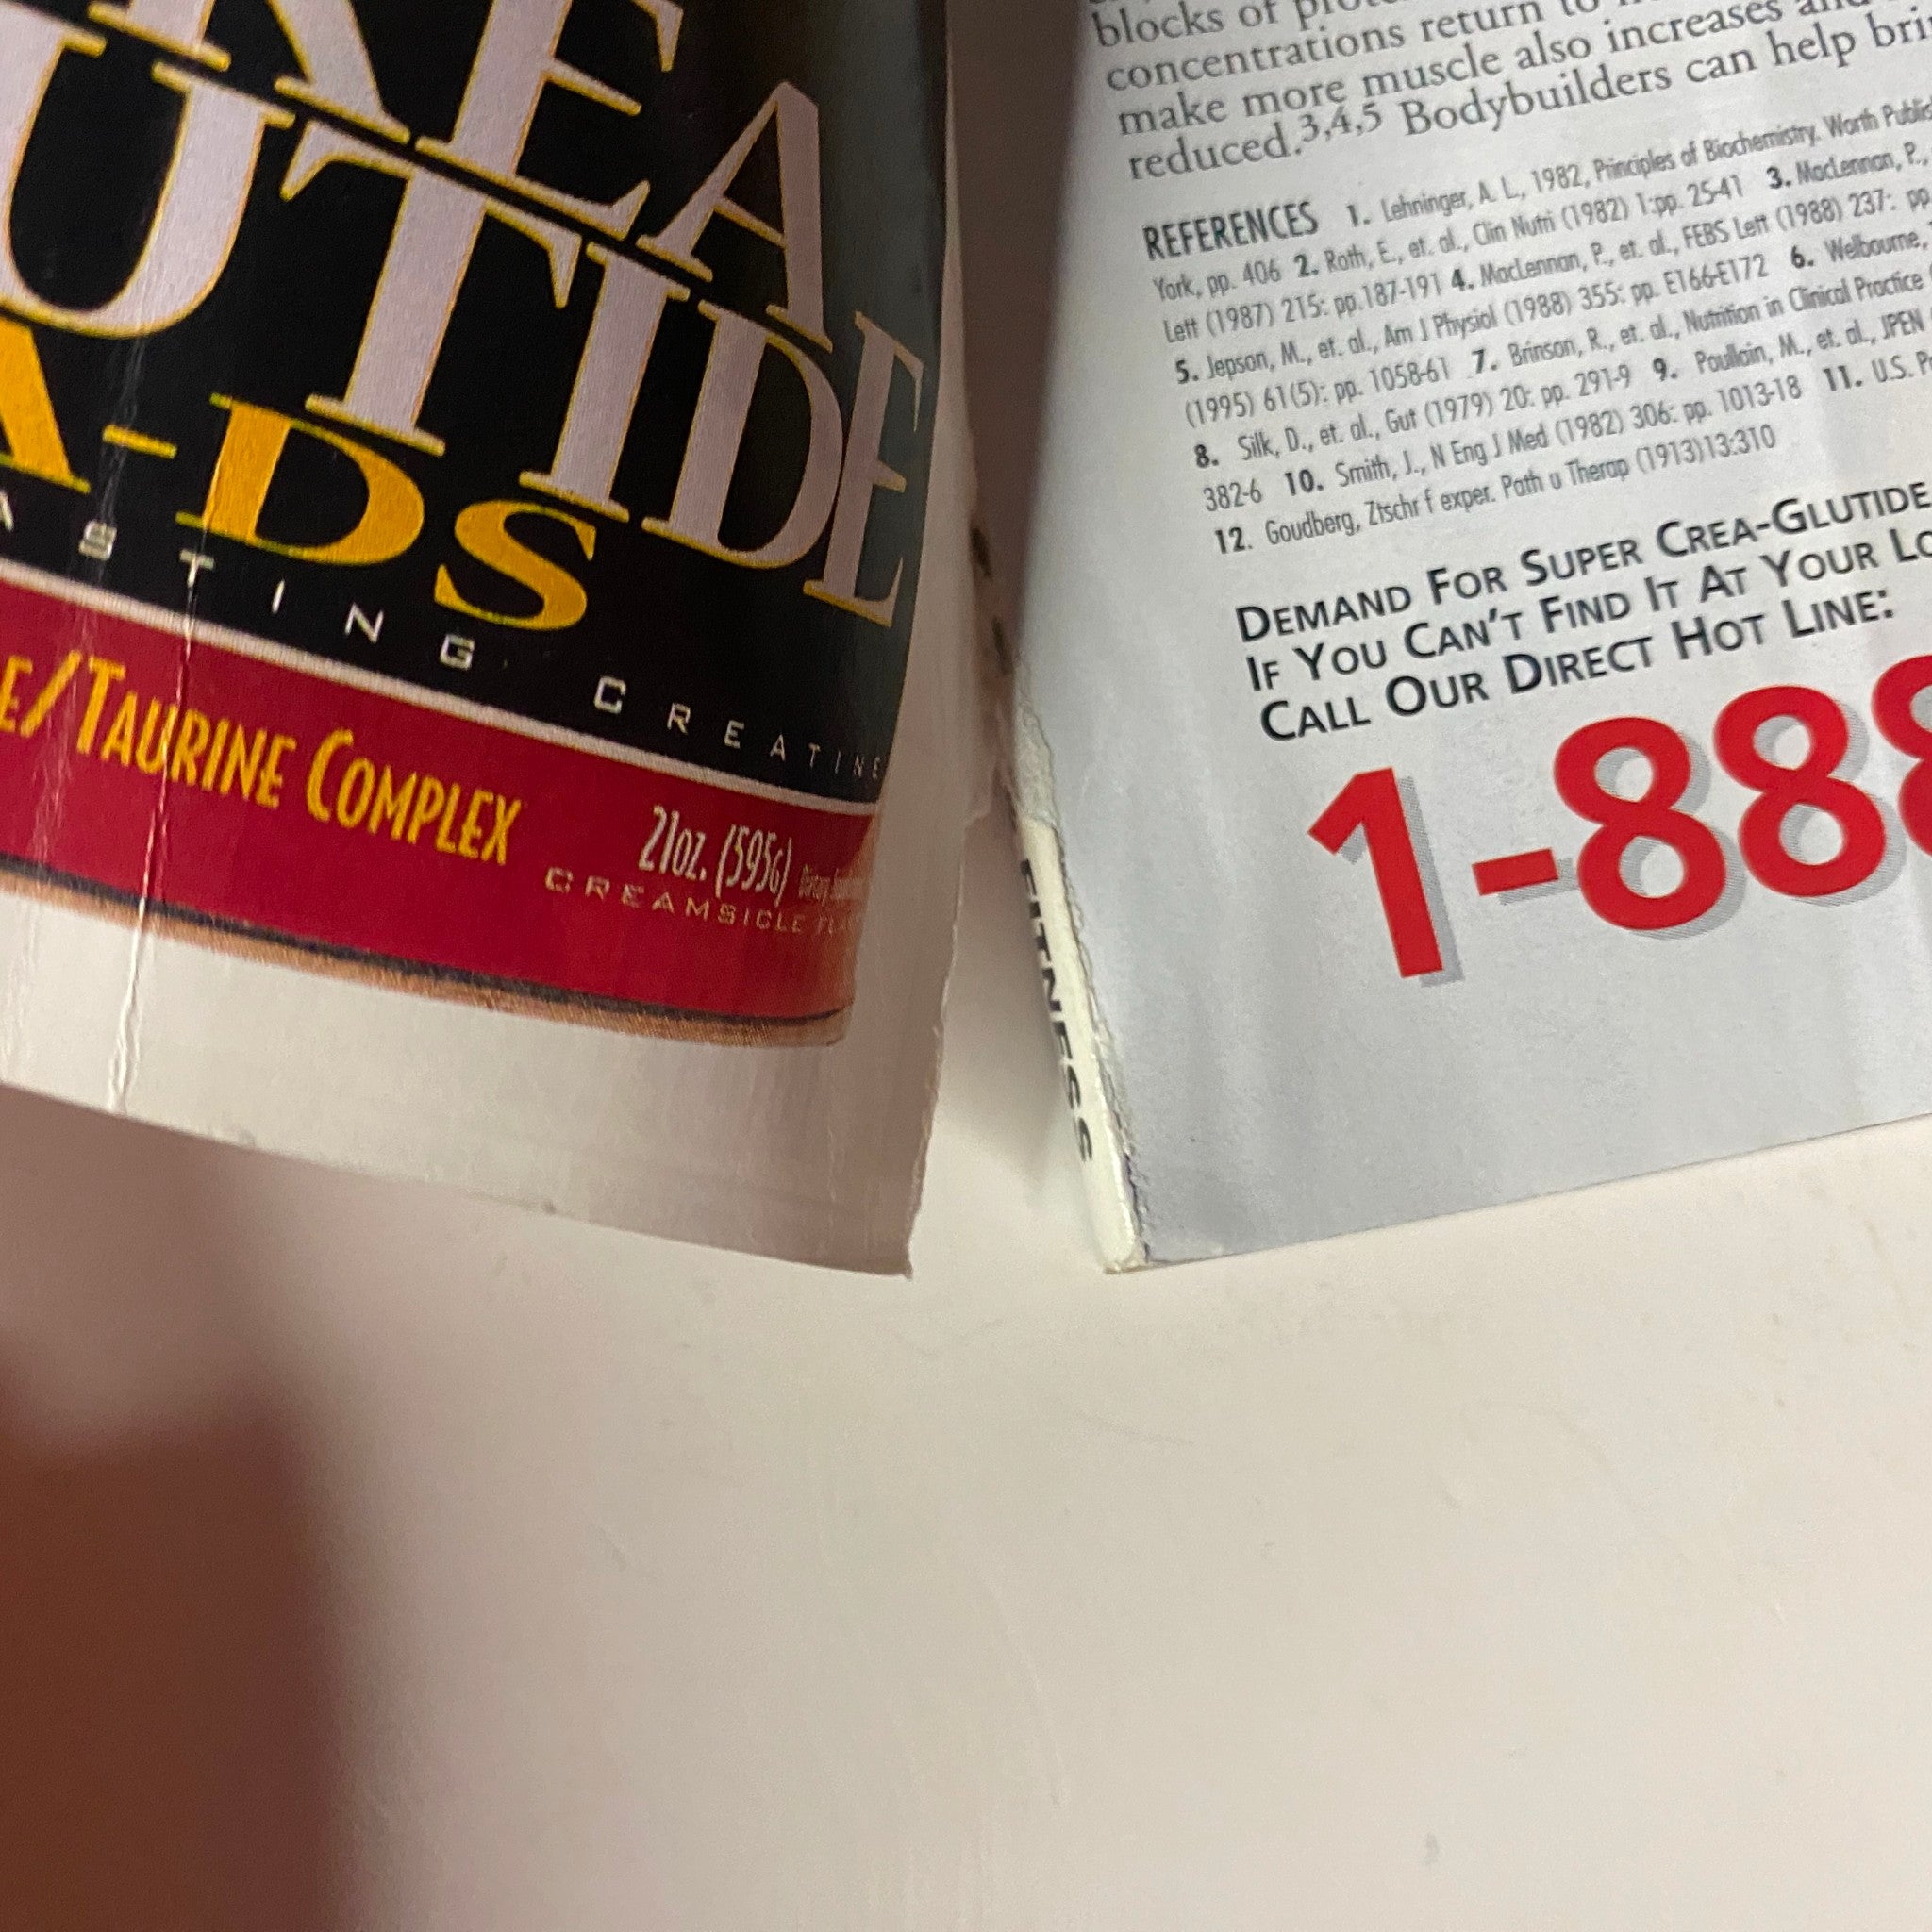 REA
UTIDE
A-DS
ASTING CREATINE
E/TAURINE COMPLEX
21OZ. (595G)
CREAMSICLE
FITNESS
blocks of
concentrations return to
make more muscle also increases and
reduced.3,4,5 Bodybuilders can help bri
REFERENCES 1. Lehninger, A. L., 1982, Principles of Biochemistry. Worth Publis
York, pp. 406 2. Roth, E., et. al., Clin Nutri (1982) 1:pp. 25-41 3. MacLennan, P.,
Lett (1987) 215: pp.187-191 4. MacLennan, P., et. al., FEBS Lett (1988) 237: pp
5. Jepson, M., et. al., Am J Physiol (1988) 355: pp. E166-E172 6. Welbourne,
(1995) 61(5): pp. 1058-61 7. Brinson, R., et. al., Nutrition in Clinical Practice
8. Silk, D., et. al., Gut (1979) 20: pp. 291-9 9. Poullain, M., et. al., JPEN
382-6 10. Smith, J., N Eng J Med (1982) 306: pp. 1013-18 11. U.S. P
12. Goudberg, Ztschr f exper. Path u Therap (1913)13:310
DEMAND FOR SUPER CREA-GLUTIDE
IF YOU CAN'T FIND IT AT YOUR LO
CALL OUR DIRECT HOT LINE:
1-888